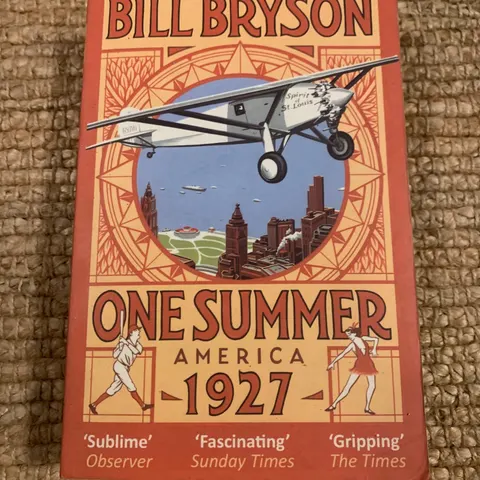 BILL BRYSON
Spirit
of
St. Louis
ONE SUMMER
AMERICA
1927
'Sublime'
Observer
'Fascinating'
Sunday Times
'Gripping'
The Times